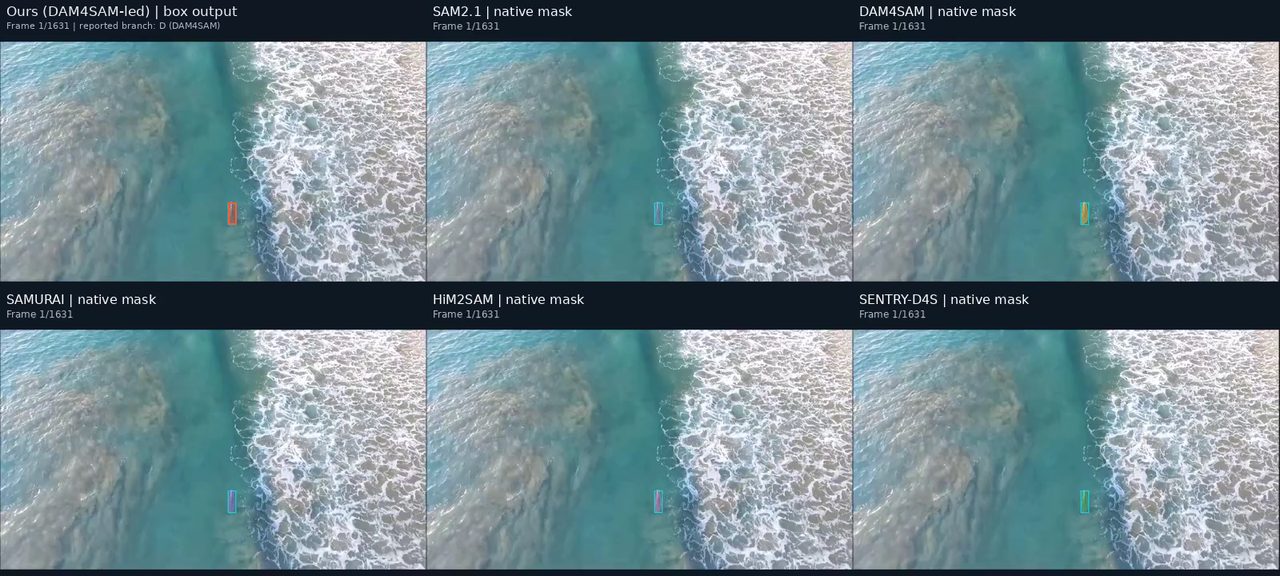 Ours (DAM4SAM-led) | box output
Frame 1/1631 | reported branch: D (DAM4SAM)
SAM2.1 | native mask
Frame 1/1631
DAM4SAM | native mask
Frame 1/1631
SAMURAI | native mask
Frame 1/1631
HiM2SAM | native mask
Frame 1/1631
SENTRY-D4S | native mask
Frame 1/1631